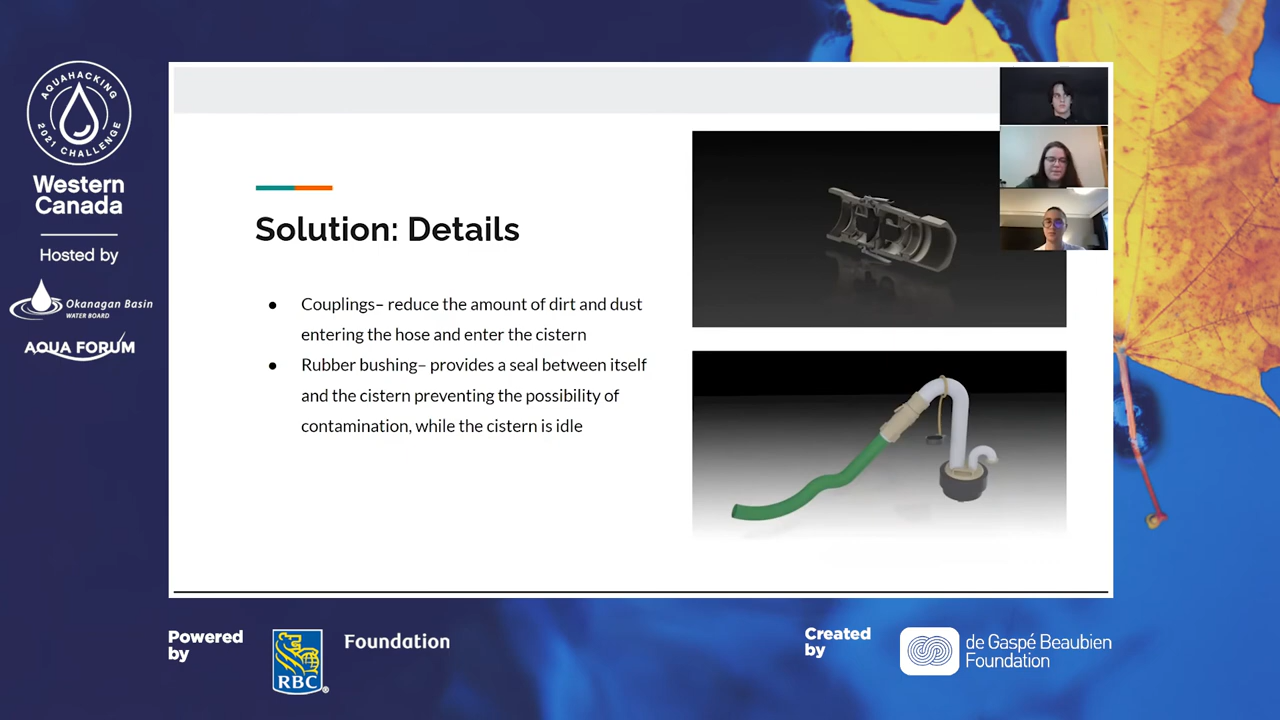 AQUAHACKING
2021 CHALLENGE
Western
Canada
Hosted by
Okanagan Basin
WATER BOARD
AQUA FORUM
Solution: Details
● Couplings– reduce the amount of dirt and dust
entering the hose and enter the cistern
● Rubber bushing– provides a seal between itself
and the cistern preventing the possibility of
contamination, while the cistern is idle
Powered
by
RBC®
Foundation
Created
by
de Gaspé Beaubien
Foundation